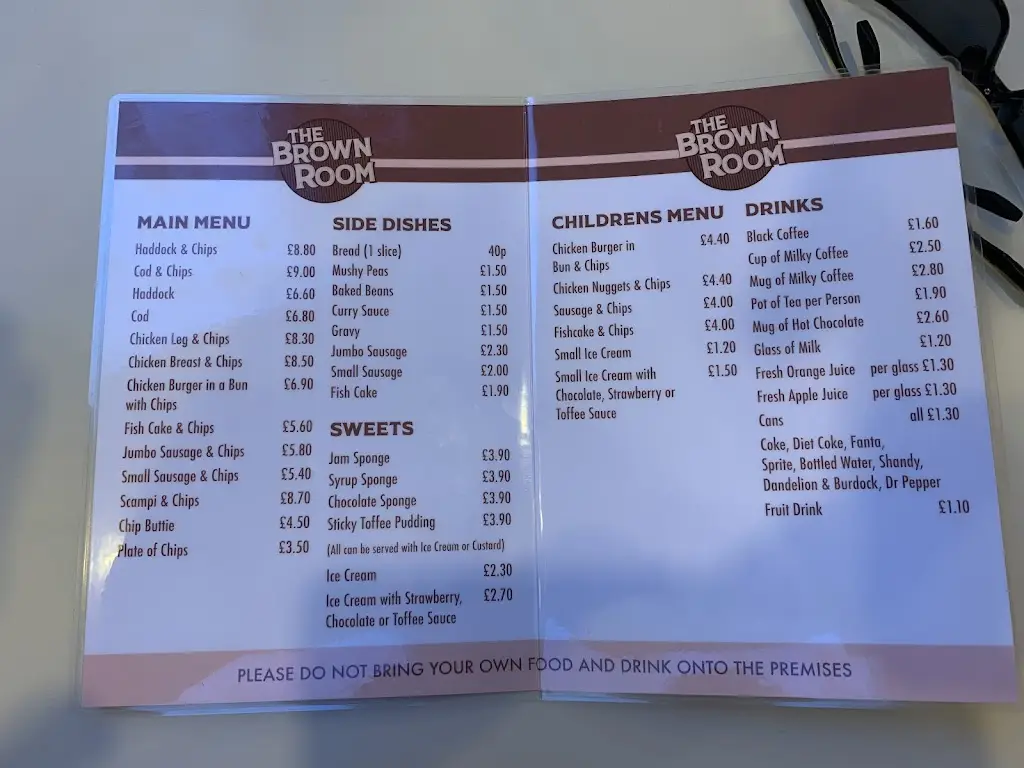 THE
BROWN
ROOM
MAIN MENU
Haddock & Chips £8.80
Cod & Chips £9.00
Haddock £6.60
Cod £6.80
Chicken Leg & Chips £8.30
Chicken Breast & Chips £8.50
Chicken Burger in a Bun £6.90
with Chips
Fish Cake & Chips £5.60
Jumbo Sausage & Chips £5.80
Small Sausage & Chips £5.40
Scampi & Chips £8.70
Chip Buttie £4.50
Plate of Chips £3.50
SIDE DISHES
Bread (1 slice) 40p
Mushy Peas £1.50
Baked Beans £1.50
Curry Sauce £1.50
Gravy £1.50
Jumbo Sausage £2.30
Small Sausage £2.00
Fish Cake £1.90
SWEETS
Jam Sponge £3.90
Syrup Sponge £3.90
Chocolate Sponge £3.90
Sticky Toffee Pudding £3.90
(All can be served with Ice Cream or Custard)
Ice Cream £2.30
Ice Cream with Strawberry, £2.70
Chocolate or Toffee Sauce
THE
BROWN
ROOM
CHILDRENS MENU
Chicken Burger in £4.40
Bun & Chips
Chicken Nuggets & Chips £4.40
Sausage & Chips £4.00
Fishcake & Chips £4.00
Small Ice Cream £1.20
Small Ice Cream with £1.50
Chocolate, Strawberry or
Toffee Sauce
DRINKS
Black Coffee £1.60
Cup of Milky Coffee £2.50
Mug of Milky Coffee £2.80
Pot of Tea per Person £1.90
Mug of Hot Chocolate £2.60
Glass of Milk £1.20
Fresh Orange Juice per glass £1.30
Fresh Apple Juice per glass £1.30
Cans all £1.30
Coke, Diet Coke, Fanta,
Sprite, Bottled Water, Shandy,
Dandelion & Burdock, Dr Pepper
Fruit Drink £1.10
PLEASE DO NOT BRING YOUR OWN FOOD AND DRINK ONTO THE PREMISES